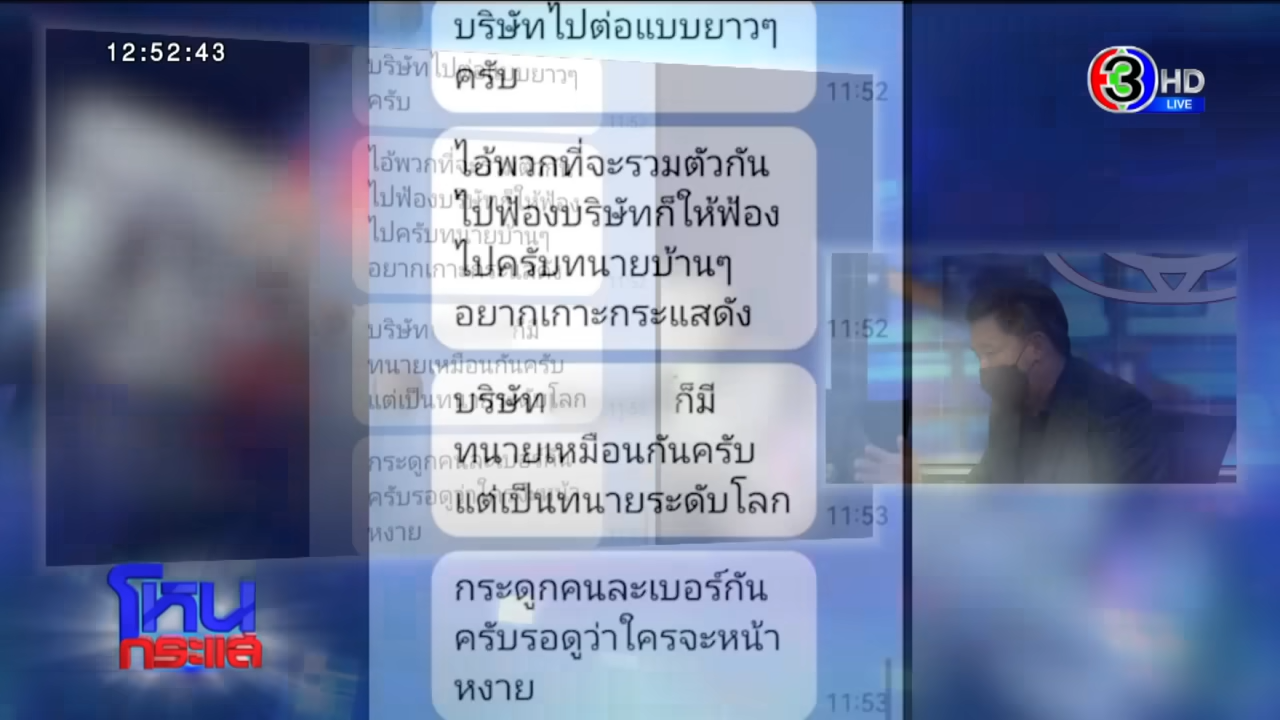 12:52:43
3 HD
LIVE
บริษัทไปต่อแบบยาวๆ
ครับ
11:52
ไอ้พวกที่จะรวมตัวกัน
ไปฟ้องบริษัทก็ให้ฟ้อง
ไปครับทนายบ้านๆ
อยากเกาะกระแสดัง
11:52
บริษัท ก็มี
ทนายเหมือนกันครับ
แต่เป็นทนายระดับโลก
11:53
กระดูกคนละเบอร์กัน
ครับรอดูว่าใครจะหน้า
หงาย
11:53
โหนกระแส